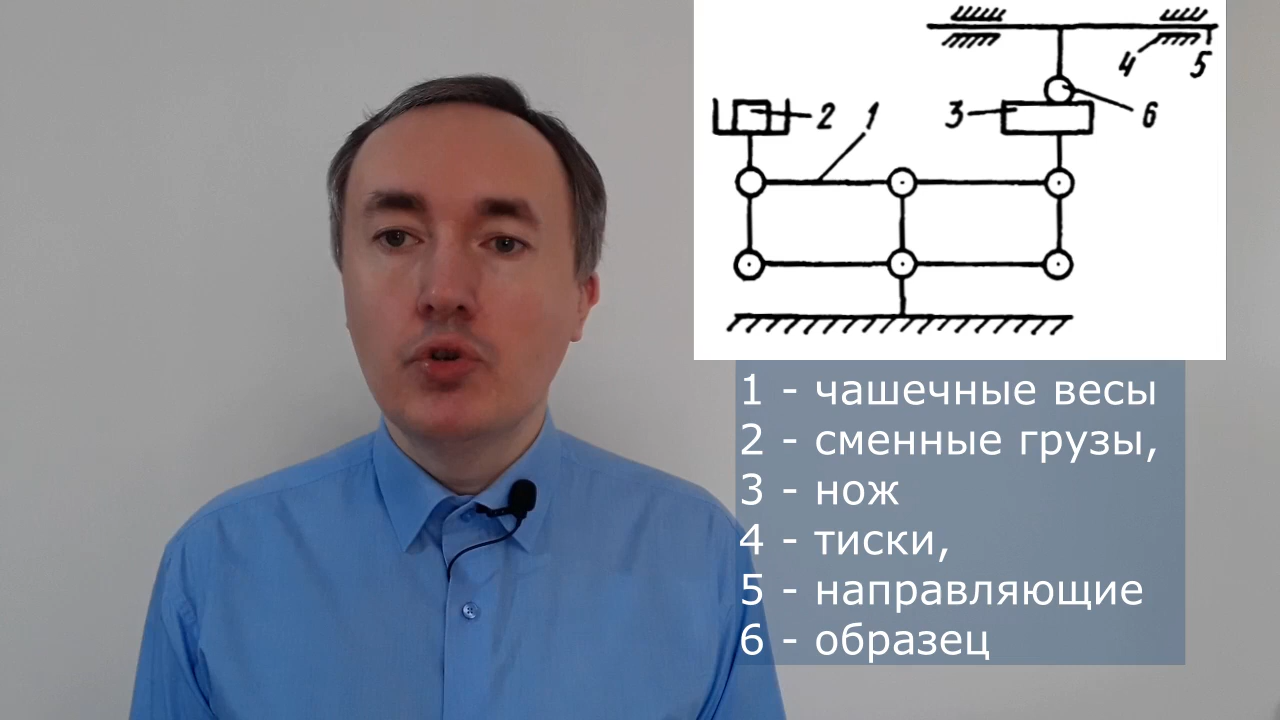 4
5
2
1
3
6
1 - чашечные весы
2 - сменные грузы,
3 - нож
4 - тиски,
5 - направляющие
6 - образец